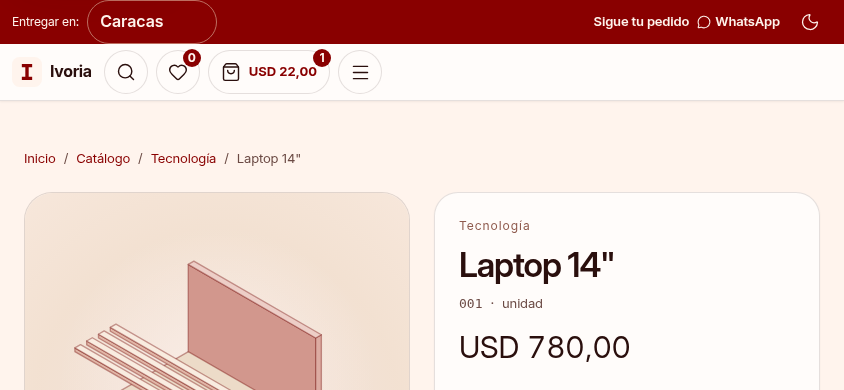 Entregar en: Caracas Sigue tu pedido WhatsApp
I Ivoria 0 USD 22,00 1
Inicio / Catálogo / Tecnología / Laptop 14"
Tecnología
Laptop 14"
001 · unidad
USD 780,00